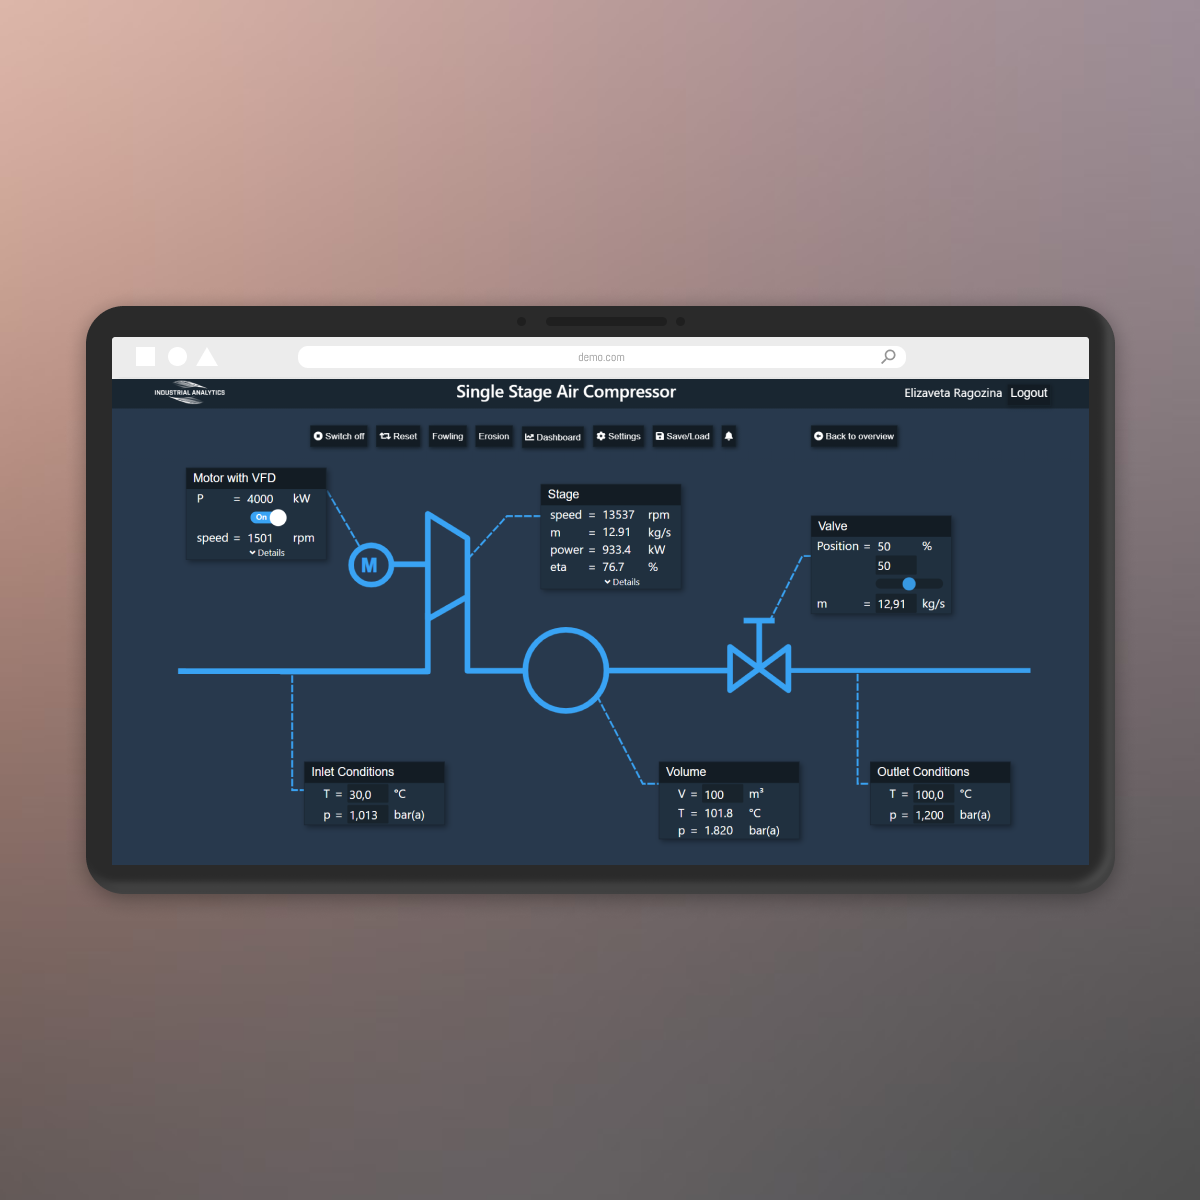 demo.com
INDUSTRIAL ANALYTICS
Single Stage Air Compressor
Elizaveta Ragozina Logout
Switch off Reset Fowling Erosion Dashboard Settings Save/Load Back to overview
Motor with VFD
P = 4000 kW
On
speed = 1501 rpm
Details
M
Stage
speed = 13537 rpm
m = 12.91 kg/s
power = 933.4 kW
eta = 76.7 %
Details
Valve
Position = 50 %
50
m = 12,91 kg/s
Inlet Conditions
T = 30,0 °C
p = 1,013 bar(a)
Volume
V = 100 m³
T = 101.8 °C
p = 1.820 bar(a)
Outlet Conditions
T = 100,0 °C
p = 1,200 bar(a)